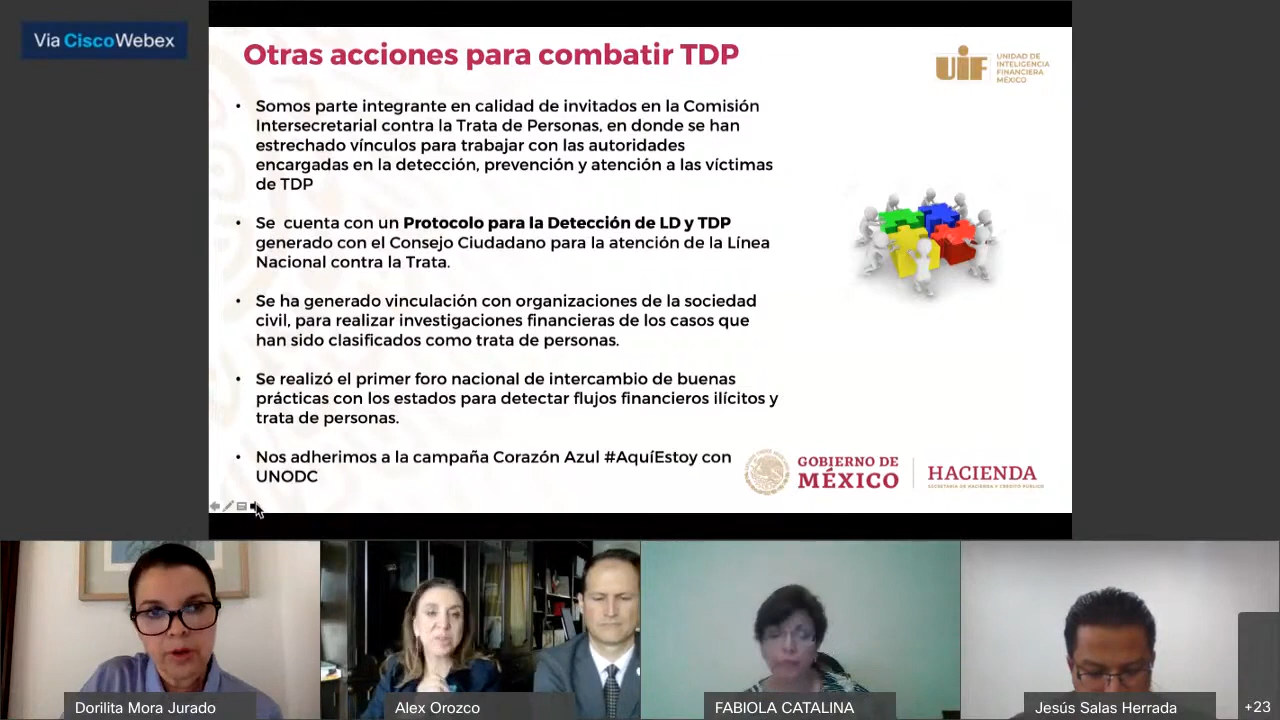 Vía Cisco Webex
Otras acciones para combatir TDP
UIF
UNIDAD DE
INTELIGENCIA
FINANCIERA
MÉXICO
• Somos parte integrante en calidad de invitados en la Comisión
Intersecretarial contra la Trata de Personas, en donde se han
estrechado vínculos para trabajar con las autoridades
encargadas en la detección, prevención y atención a las víctimas
de TDP
• Se cuenta con un Protocolo para la Detección de LD y TDP
generado con el Consejo Ciudadano para la atención de la Línea
Nacional contra la Trata.
• Se ha generado vinculación con organizaciones de la sociedad
civil, para realizar investigaciones financieras de los casos que
han sido clasificados como trata de personas.
• Se realizó el primer foro nacional de intercambio de buenas
prácticas con los estados para detectar flujos financieros ilícitos y
trata de personas.
• Nos adherimos a la campaña Corazón Azul #AquíEstoy con
UNODC
GOBIERNO DE
MÉXICO
HACIENDA
SECRETARÍA DE HACIENDA Y CRÉDITO PÚBLICO
Dorilita Mora Jurado
Alex Orozco
FABIOLA CATALINA
Jesús Salas Herrada
+23